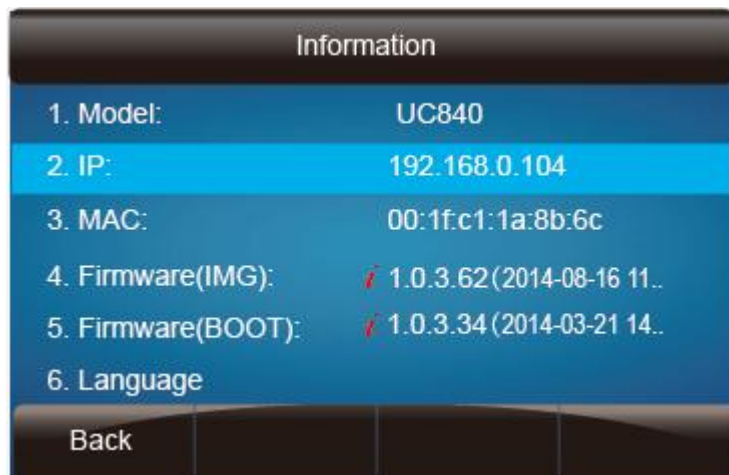 Information
1. Model: UC840
2. IP: 192.168.0.104
3. MAC: 00:1f:c1:1a:8b:6c
4. Firmware(IMG): i 1.0.3.62(2014-08-16 11..
5. Firmware(BOOT): i 1.0.3.34(2014-03-21 14..
6. Language
Back